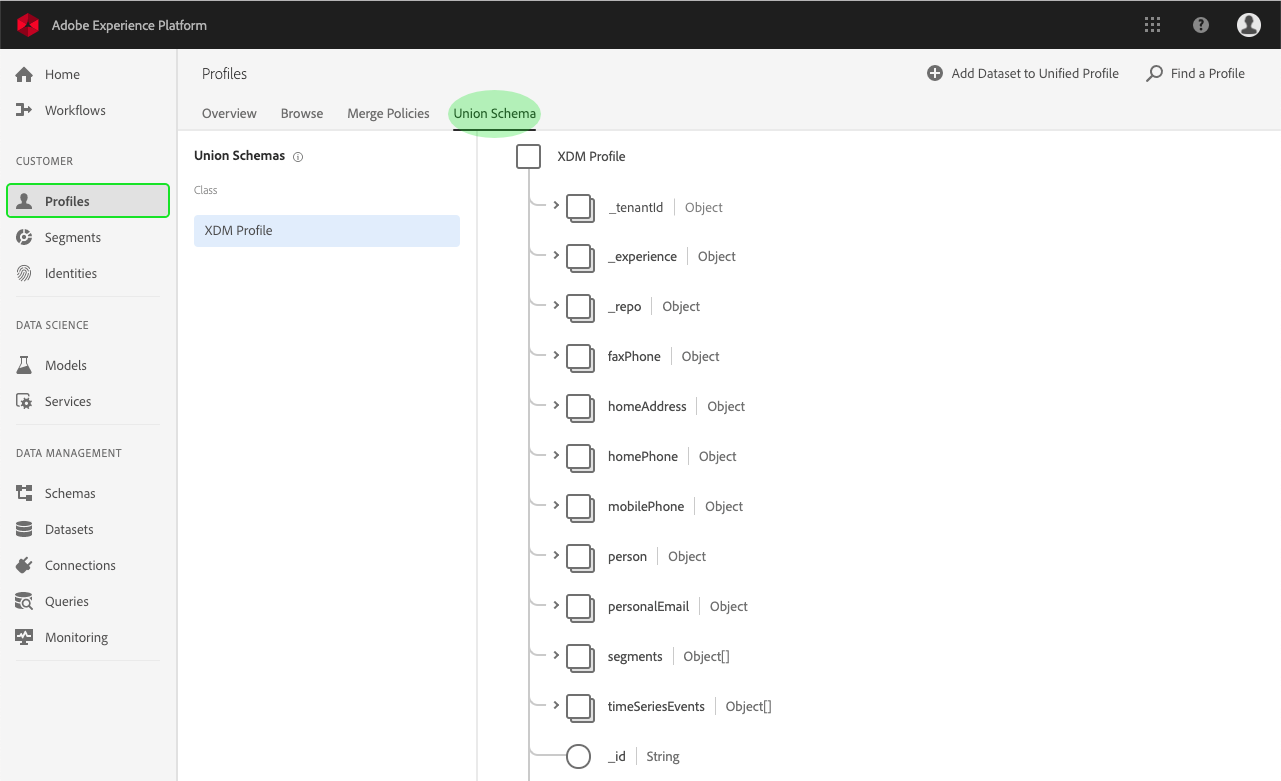 Adobe Experience Platform
Home
Workflows
CUSTOMER
Profiles
Segments
Identities
DATA SCIENCE
Models
Services
DATA MANAGEMENT
Schemas
Datasets
Connections
Queries
Monitoring
Profiles
Add Dataset to Unified Profile
Find a Profile
Overview Browse Merge Policies Union Schema
Union Schemas
Class
XDM Profile
XDM Profile
_tenantId Object
_experience Object
_repo Object
faxPhone Object
homeAddress Object
homePhone Object
mobilePhone Object
person Object
personalEmail Object
segments Object[]
timeSeriesEvents Object[]
_id String